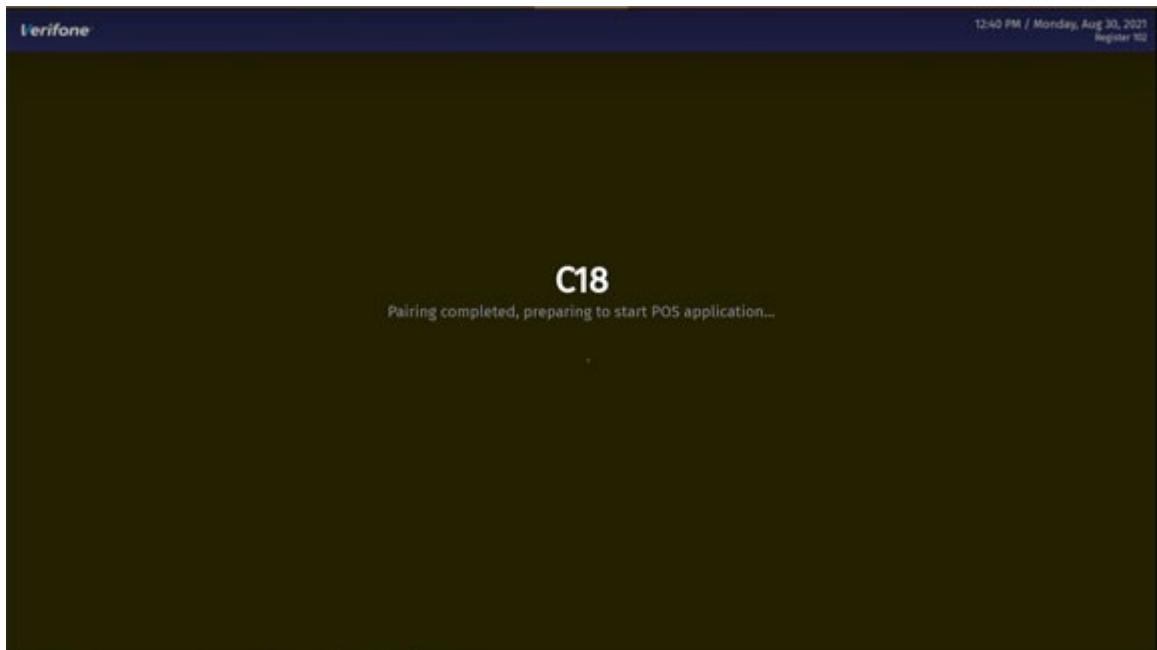 Verifone
12:40 PM / Monday, Aug 30, 2021
Register 102
C18
Pairing completed, preparing to start POS application...